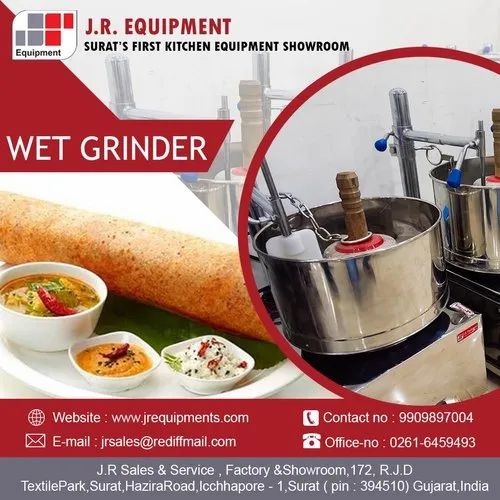 J.R. EQUIPMENT
Equipment
SURAT'S FIRST KITCHEN EQUIPMENT SHOWROOM
WET GRINDER
Website : www.jrequipments.com
Contact no : 9909897004
E-mail : jrsales@rediffmail.com
Office-no : 0261-6459493
J.R Sales & Service , Factory &Showroom,172, R.J.D
TextilePark,Surat,HaziraRoad,Icchhapore - 1,Surat ( pin : 394510) Gujarat,India